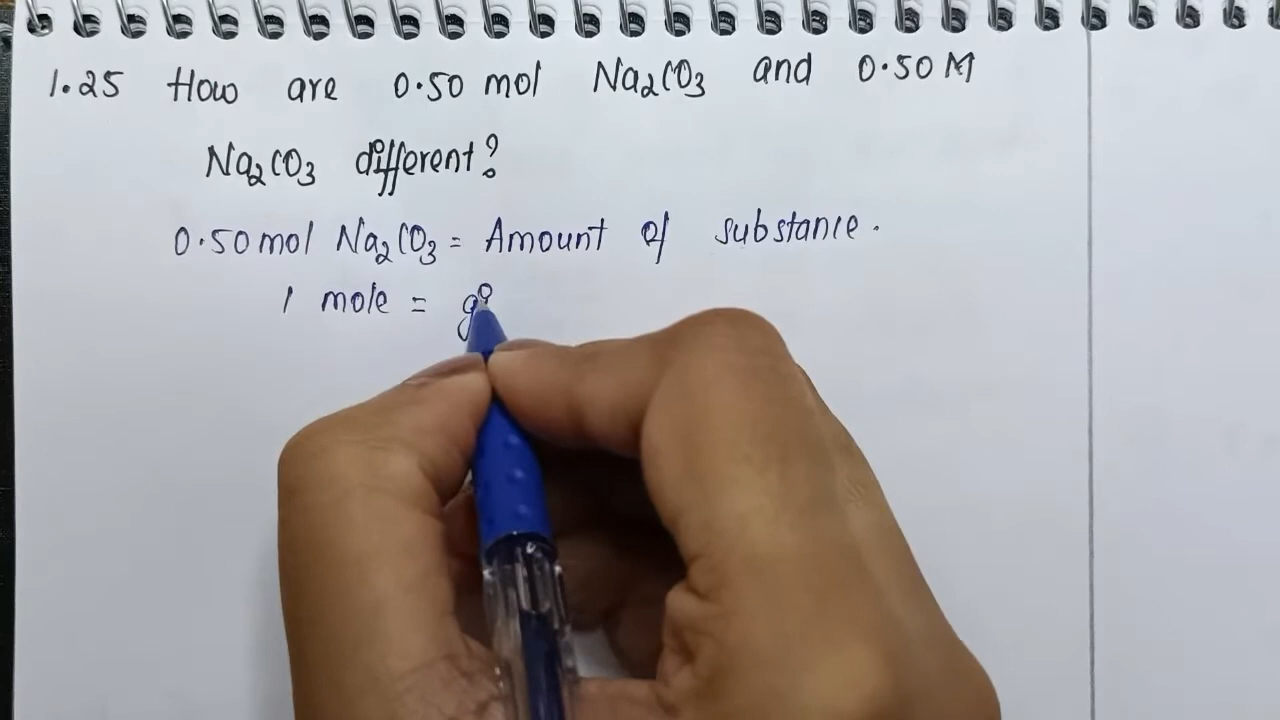 1.25 How are 0.50 mol Na₂CO₃ and 0.50 M
Na₂CO₃ different?
0.50 mol Na₂CO₃ = Amount of substance.
1 mole =